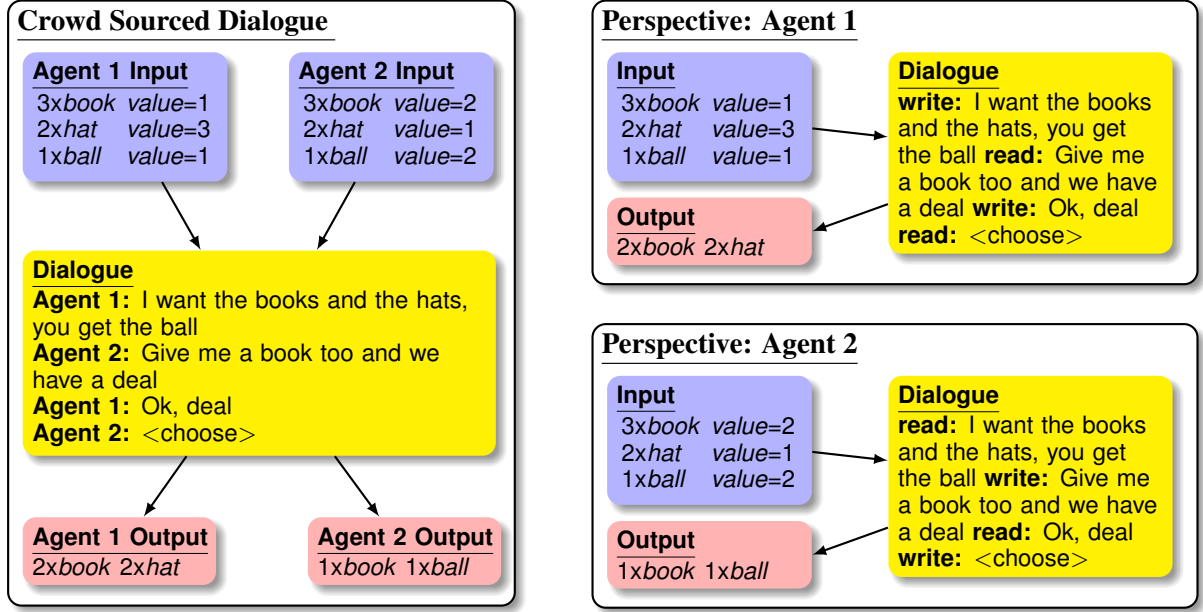 Crowd Sourced Dialogue
Agent 1 Input
3xbook value=1
2xhat value=3
1xball value=1
Agent 2 Input
3xbook value=2
2xhat value=1
1xball value=2
Dialogue
Agent 1: I want the books and the hats,
you get the ball
Agent 2: Give me a book too and we
have a deal
Agent 1: Ok, deal
Agent 2: <choose>
Agent 1 Output
2xbook 2xhat
Agent 2 Output
1xbook 1xball
Perspective: Agent 1
Input
3xbook value=1
2xhat value=3
1xball value=1
Output
2xbook 2xhat
Dialogue
write: I want the books
and the hats, you get
the ball read: Give me
a book too and we have
a deal write: Ok, deal
read: <choose>
Perspective: Agent 2
Input
3xbook value=2
2xhat value=1
1xball value=2
Output
1xbook 1xball
Dialogue
read: I want the books
and the hats, you get
the ball write: Give me
a book too and we have
a deal read: Ok, deal
write: <choose>